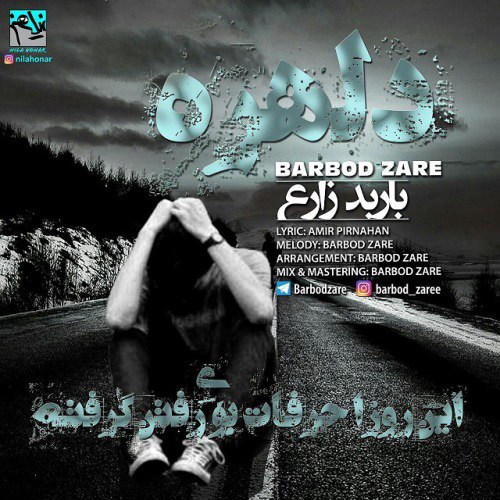 NILA HONAR
nilahonar
دلهره
BARBOD ZARE
باربد زارع
LYRIC: AMIR PIRNAHAN
MELODY: BARBOD ZARE
ARRANGEMENT: BARBOD ZARE
MIX & MASTERING: BARBOD ZARE
Barbodzare barbod_zaree
این روزا حرفات بوی رفتن گرفته